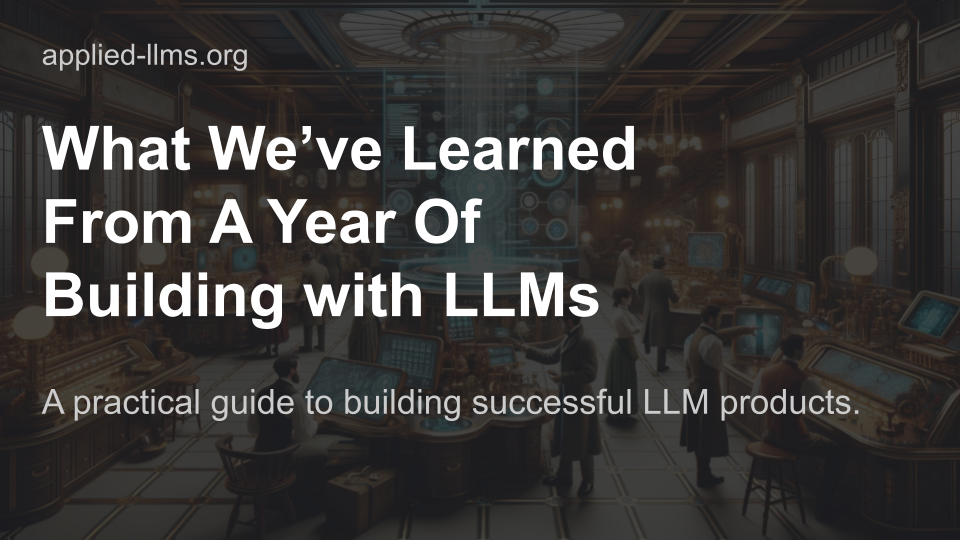 applied-llms.org
What We’ve Learned
From A Year Of
Building with LLMs
A practical guide to building successful LLM products.